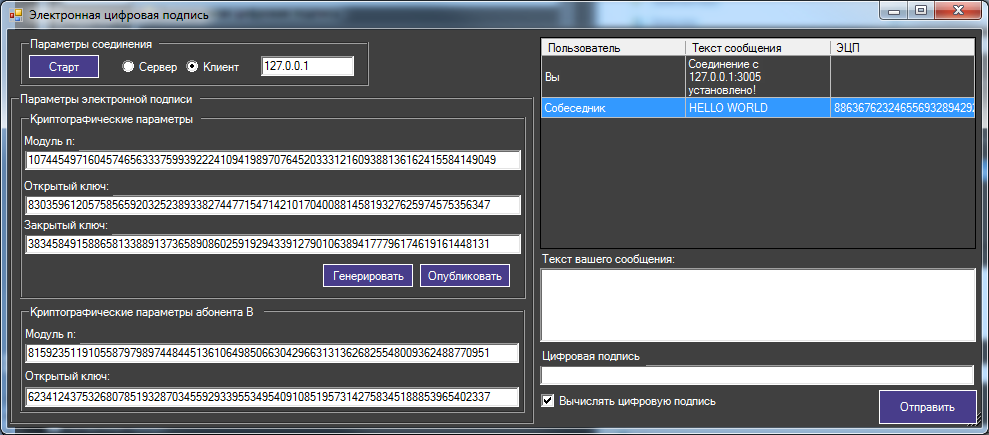 Электронная цифровая подпись
Параметры соединения
Старт
Сервер
Клиент
127.0.0.1
Параметры электронной подписи
Криптографические параметры
Модуль n:
107445497160457465633375993922241094198970764520333121609388136162415584149049
Открытый ключ:
83035961205758565920325238933827447715471421017040088145819327625974575356347
Закрытый ключ:
38345849158865813388913736589086025919294339127901063894177796174619161448131
Генерировать
Опубликовать
Криптографические параметры абонента B
Модуль n:
81592351191055879798974484451361064985066304296631313626825548009362488770951
Открытый ключ:
62341243753268078519328703455929339553495409108519573142758345188853965402337
Пользователь
Текст сообщения
ЭЦП
Вы
Соединение с
127.0.0.1:3005
установлено!
Собеседник
HELLO WORLD
Текст вашего сообщения:
Цифровая подпись
Вычислять цифровую подпись
Отправить